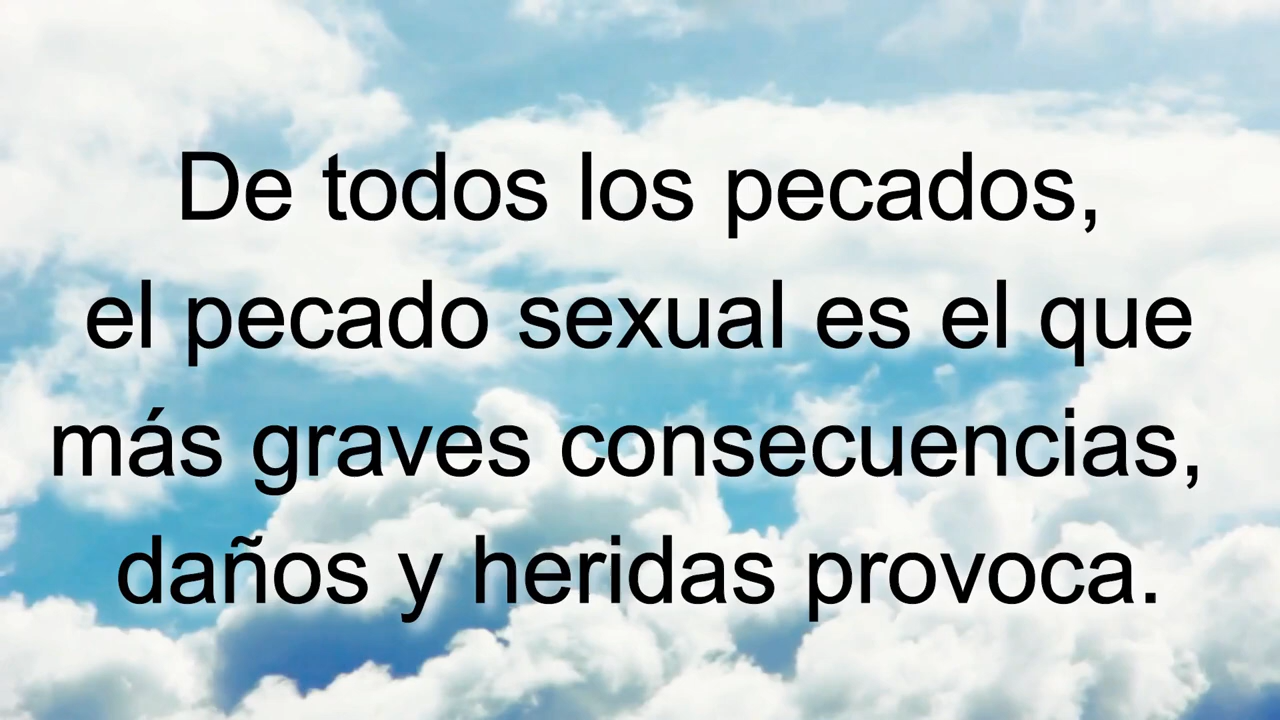 De todos los pecados,
el pecado sexual es el que
más graves consecuencias,
daños y heridas provoca.